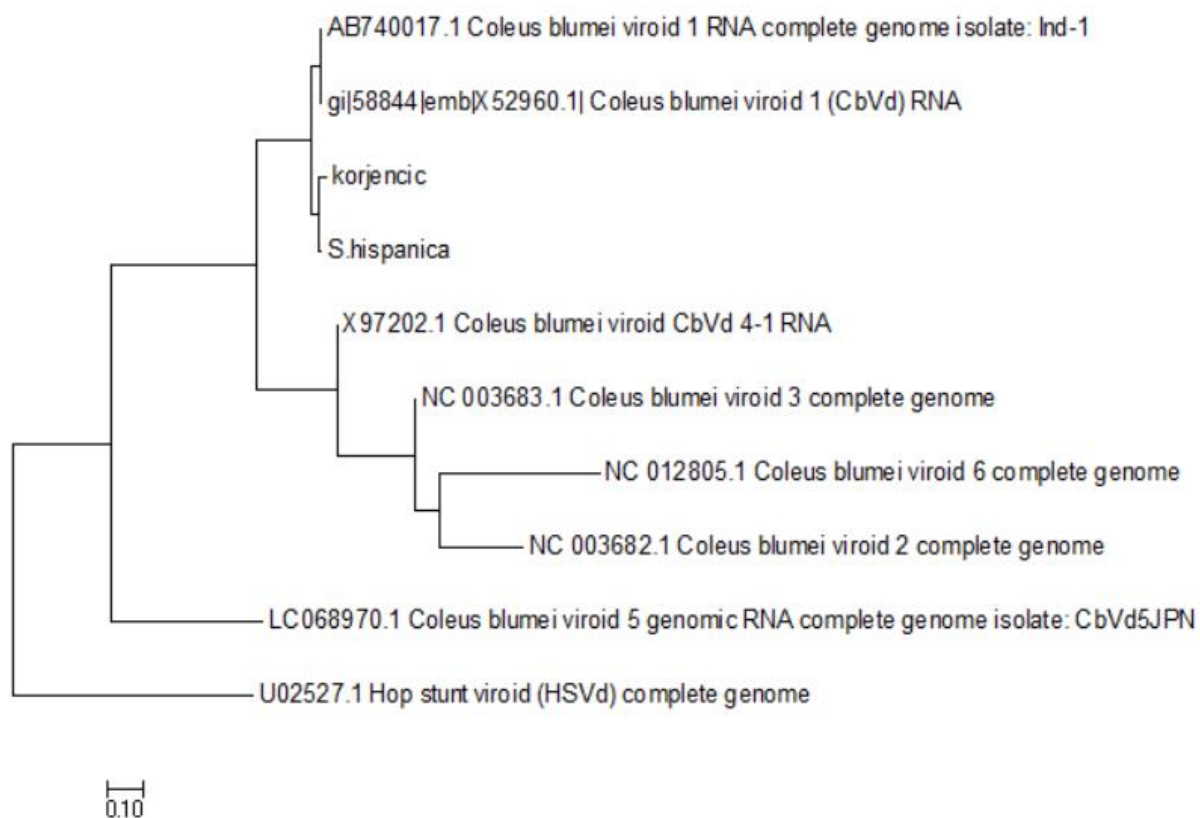 AB740017.1 Coleus blumei viroid 1 RNA complete genome isolate: Ind-1
gi|58844|emb|X52960.1| Coleus blumei viroid 1 (CbVd) RNA
korjencic
S.hispanica
X97202.1 Coleus blumei viroid CbVd 4-1 RNA
NC 003683.1 Coleus blumei viroid 3 complete genome
NC 012805.1 Coleus blumei viroid 6 complete genome
NC 003682.1 Coleus blumei viroid 2 complete genome
LC068970.1 Coleus blumei viroid 5 genomic RNA complete genome isolate: CbVd5JPN
U02527.1 Hop stunt viroid (HSVd) complete genome
0.10